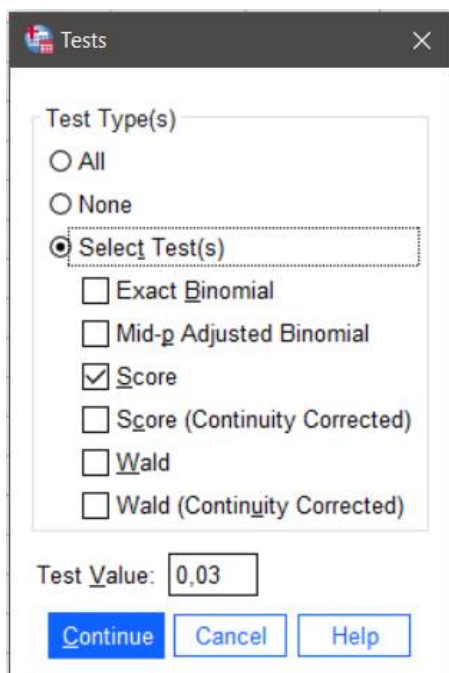 Tests
Test Type(s)
All
None
Select Test(s)
Exact Binomial
Mid-p Adjusted Binomial
Score
Score (Continuity Corrected)
Wald
Wald (Continuity Corrected)
Test Value: 0,03
Continue Cancel Help